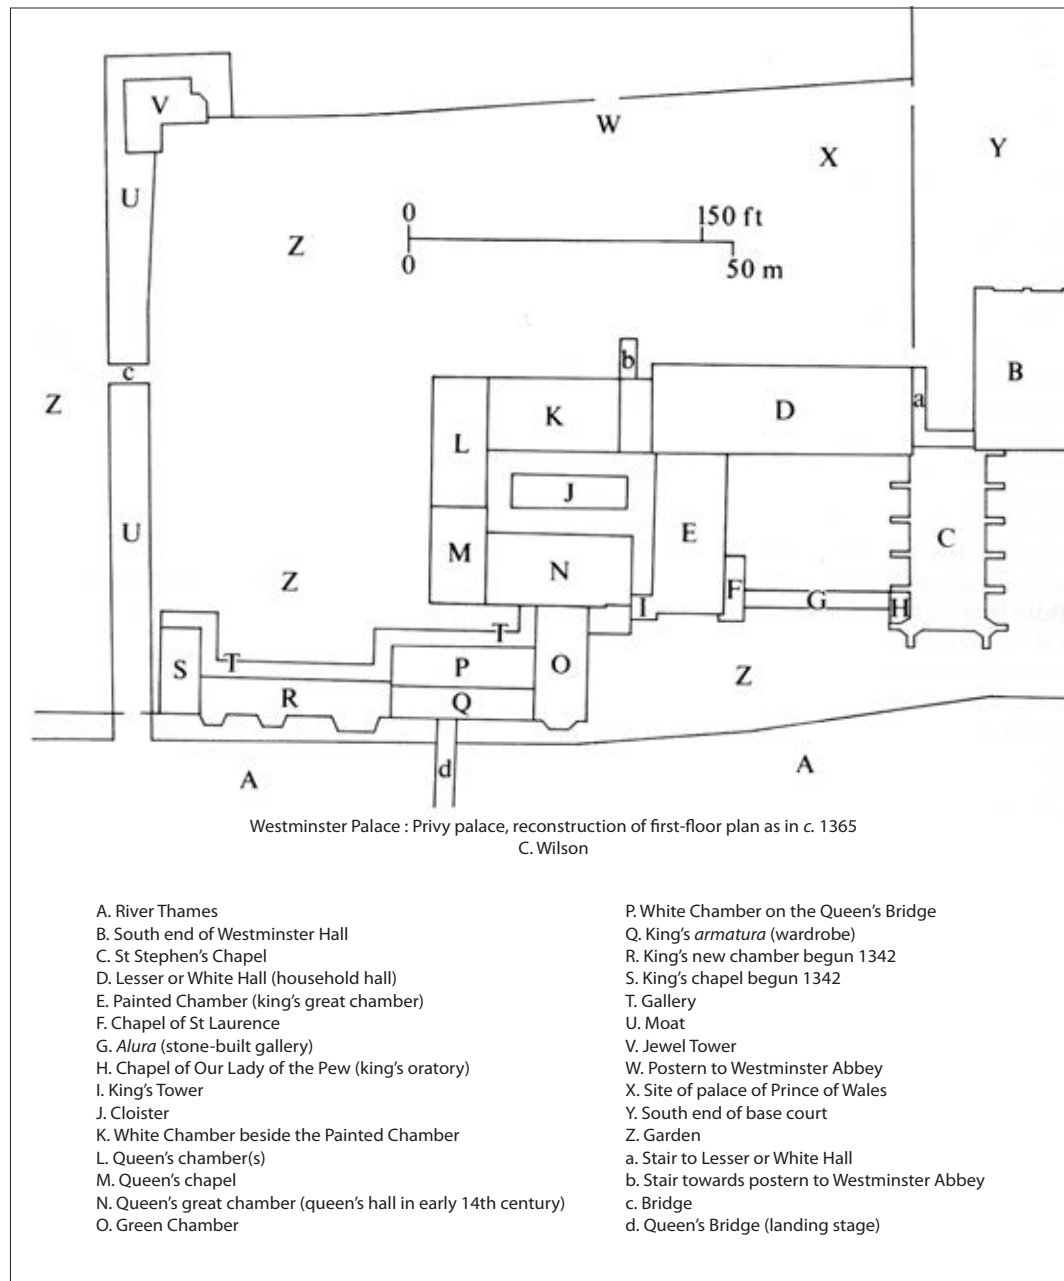 V
W
X
Y
U
0
150 ft
Z
0
50 m
b
c
B
Z
K
D
a
L
J
U
M
N
E
C
Z
F
I
G
H
T
S
T
P
O
Z
R
Q
A
d
A
Westminster Palace : Privy palace, reconstruction of first-floor plan as in c. 1365
C. Wilson
A. River Thames
B. South end of Westminster Hall
C. St Stephen’s Chapel
D. Lesser or White Hall (household hall)
E. Painted Chamber (king’s great chamber)
F. Chapel of St Laurence
G. Alura (stone-built gallery)
H. Chapel of Our Lady of the Pew (king’s oratory)
I. King’s Tower
J. Cloister
K. White Chamber beside the Painted Chamber
L. Queen’s chamber(s)
M. Queen’s chapel
N. Queen’s great chamber (queen’s hall in early 14th century)
O. Green Chamber
P. White Chamber on the Queen’s Bridge
Q. King’s armatura (wardrobe)
R. King’s new chamber begun 1342
S. King’s chapel begun 1342
T. Gallery
U. Moat
V. Jewel Tower
W. Postern to Westminster Abbey
X. Site of palace of Prince of Wales
Y. South end of base court
Z. Garden
a. Stair to Lesser or White Hall
b. Stair towards postern to Westminster Abbey
c. Bridge
d. Queen’s Bridge (landing stage)